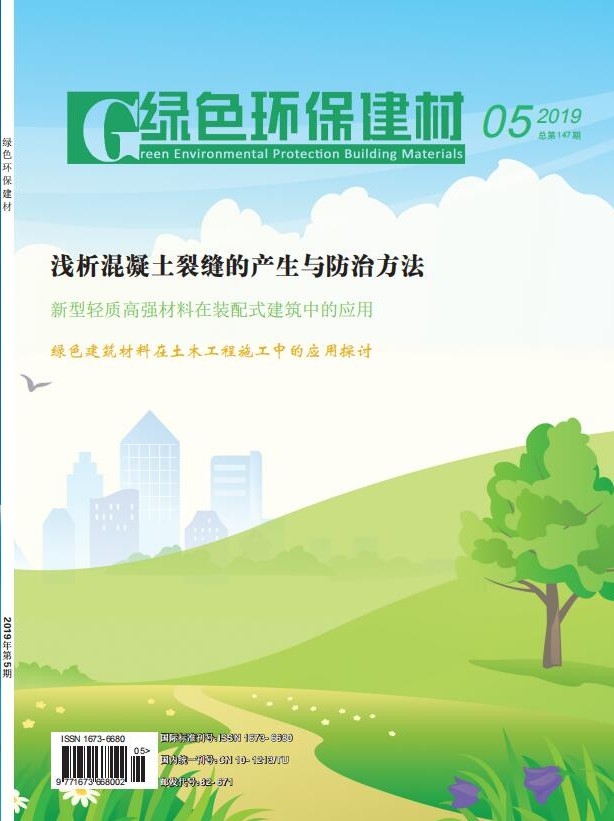 绿色环保建材
Green Environmental Protection Building Materials
05
2019
总第147期
绿色环保建材
浅析混凝土裂缝的产生与防治方法
新型轻质高强材料在装配式建筑中的应用
绿色建筑材料在土木工程施工中的应用探讨
2019年第5期
ISSN 1673-6680
05>
9 771673 668002
国际标准刊号: ISSN 1673- 6680
国内统一刊号: CN 10- 1213/TU
邮发代号: 82- 671